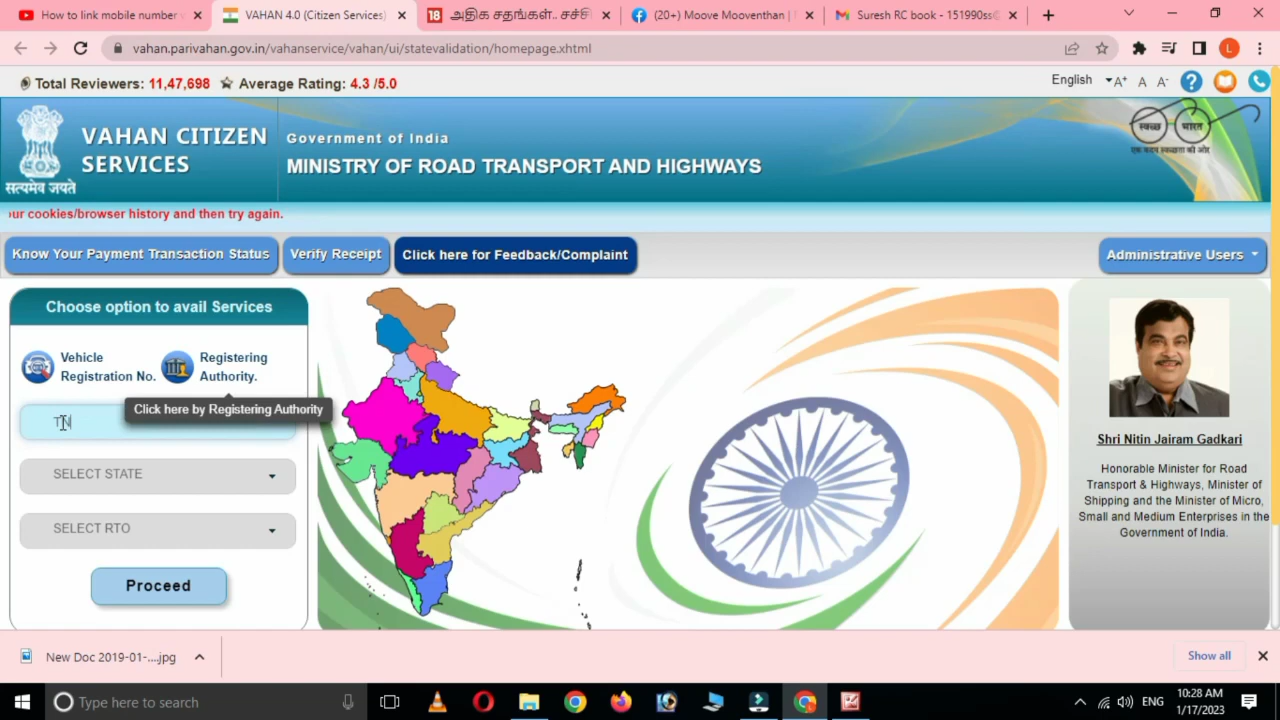 How to link mobile number
VAHAN 4.0 (Citizen Services)
அதிக சதங்கள்.. சச்சி
(20+) Moove Mooventhan |
Suresh RC book - 151990ss
vahan.parivahan.gov.in/vahanservice/vahan/ui/statevalidation/homepage.xhtml
L
Total Reviewers: 11,47,698
Average Rating: 4.3 /5.0
English
A+ A A-
VAHAN CITIZEN
SERVICES
Government of India
MINISTRY OF ROAD TRANSPORT AND HIGHWAYS
सत्यमेव जयते
स्वच्छ भारत
एक कदम स्वच्छता की ओर
ur cookies/browser history and then try again.
Know Your Payment Transaction Status
Verify Receipt
Click here for Feedback/Complaint
Administrative Users
Choose option to avail Services
Vehicle
Registration No.
Registering
Authority.
Click here by Registering Authority
TN
SELECT STATE
SELECT RTO
Proceed
Shri Nitin Jairam Gadkari
Honorable Minister for Road
Transport & Highways, Minister of
Shipping and the Minister of Micro,
Small and Medium Enterprises in the
Government of India.
New Doc 2019-01-....jpg
Show all
Type here to search
ENG
10:28 AM
1/17/2023